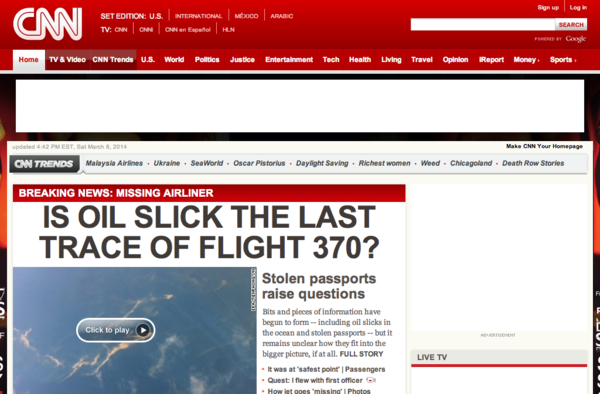 CNN
SET EDITION: U.S.
INTERNATIONAL
MÉXICO
ARABIC
TV: CNN
CNNi
CNN en Español
HLN
Sign up
Log in
SEARCH
POWERED BY Google
Home
TV & Video
CNN Trends
U.S.
World
Politics
Justice
Entertainment
Tech
Health
Living
Travel
Opinion
iReport
Money
Sports
updated 4:42 PM EST, Sat March 8, 2014
Make CNN Your Homepage
CNN TRENDS
Malaysia Airlines • Ukraine • SeaWorld • Oscar Pistorius • Daylight Saving • Richest women • Weed • Chicagoland • Death Row Stories
BREAKING NEWS: MISSING AIRLINER
IS OIL SLICK THE LAST
TRACE OF FLIGHT 370?
Click to play
Stolen passports
raise questions
Bits and pieces of information have
begun to form -- including oil slicks in
the ocean and stolen passports -- but it
remains unclear how they fit into the
bigger picture, if at all. FULL STORY
It was at 'safest point' | Passengers
Quest: I flew with first officer
How jet goes 'missing' | Photos
ADVERTISEMENT
LIVE TV